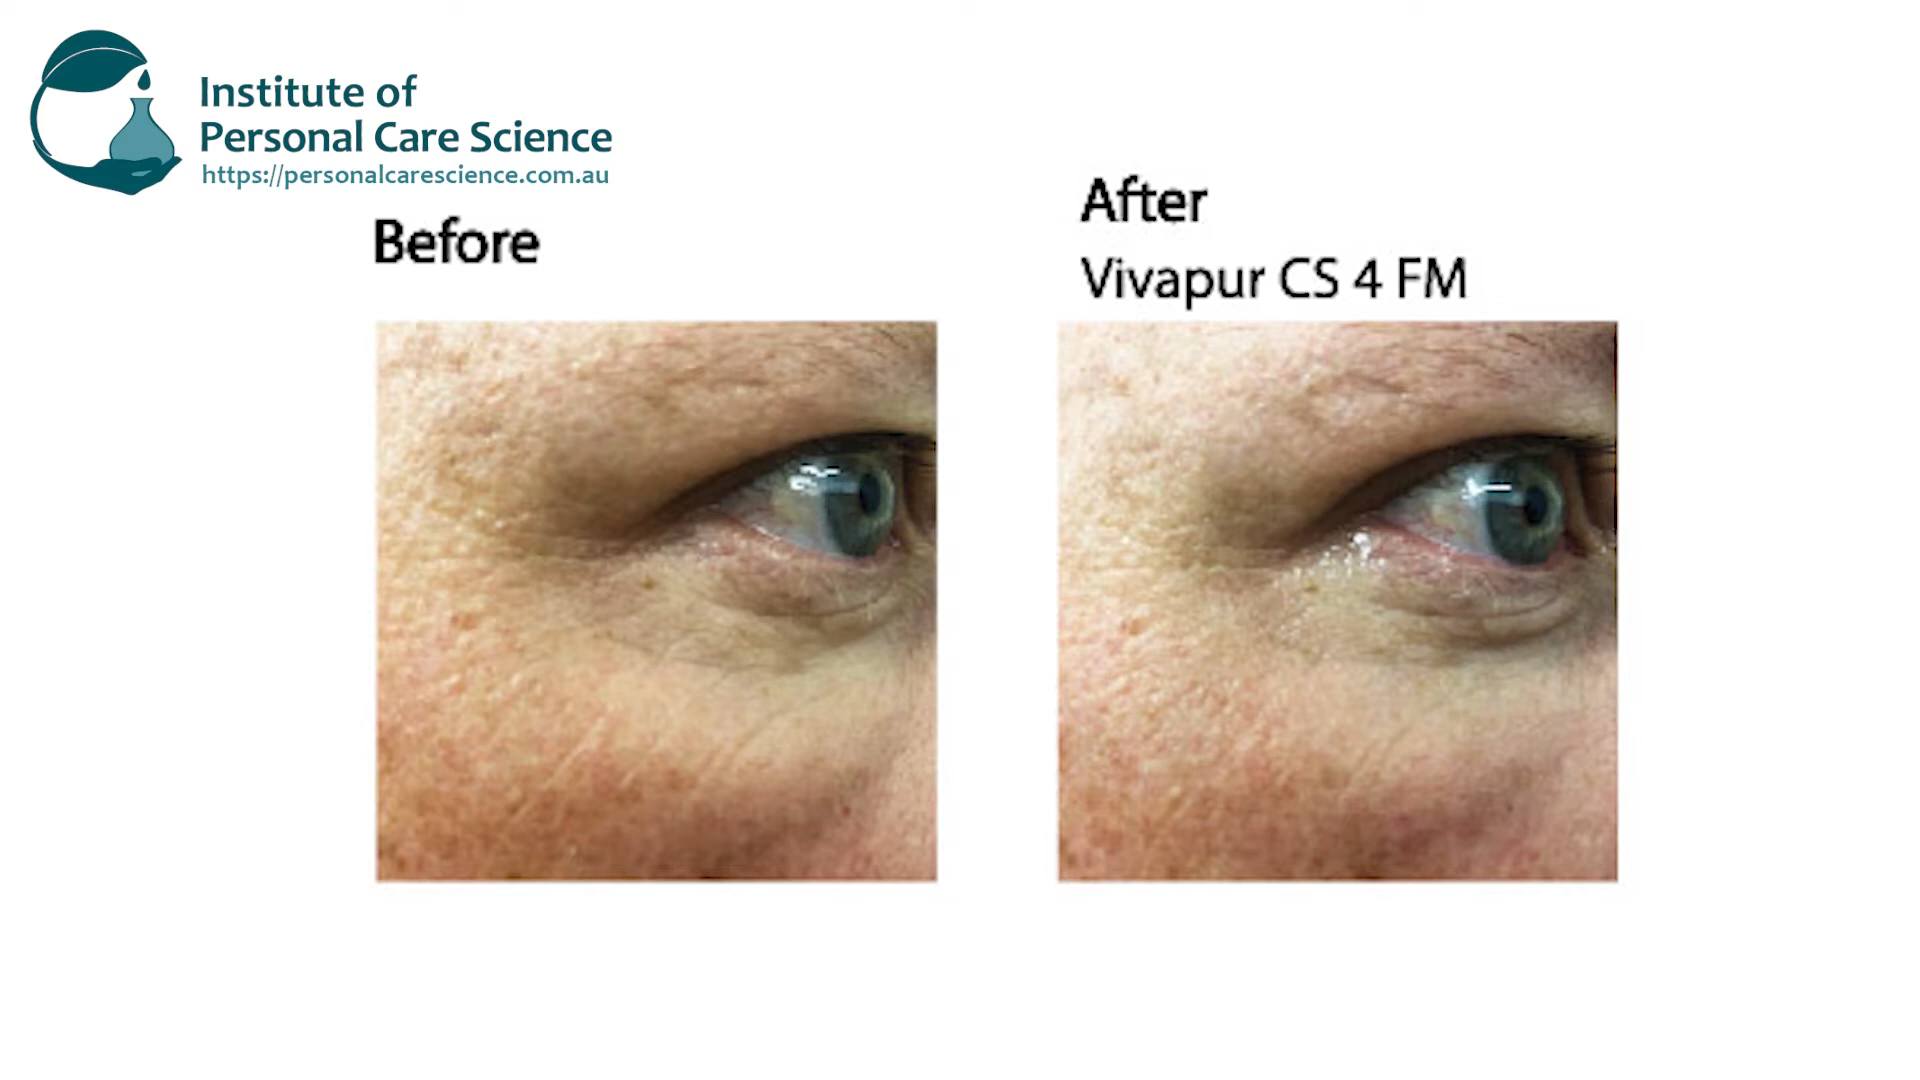 Institute of
Personal Care Science
https://personalcarescience.com.au
Before
After
Vivapur CS 4 FM